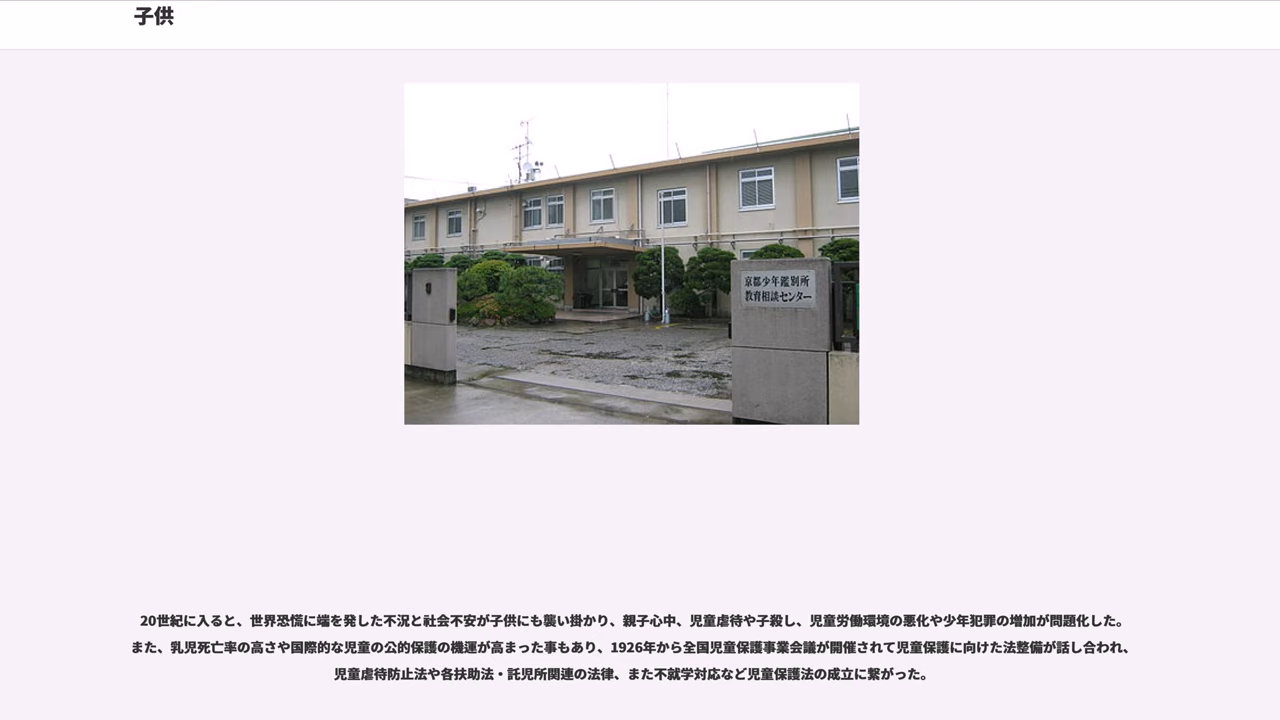 子供
京都少年鑑別所
教育相談センター
20世紀に入ると、世界恐慌に端を発した不況と社会不安が子供にも襲い掛かり、親子心中、児童虐待や子殺し、児童労働環境の悪化や少年犯罪の増加が問題化した。
また、乳児死亡率の高さや国際的な児童の公的保護の機運が高まった事もあり、1926年から全国児童保護事業会議が開催されて児童保護に向けた法整備が話し合われ、
児童虐待防止法や各扶助法・託児所関連の法律、また不就学対応など児童保護法の成立に繋がった。